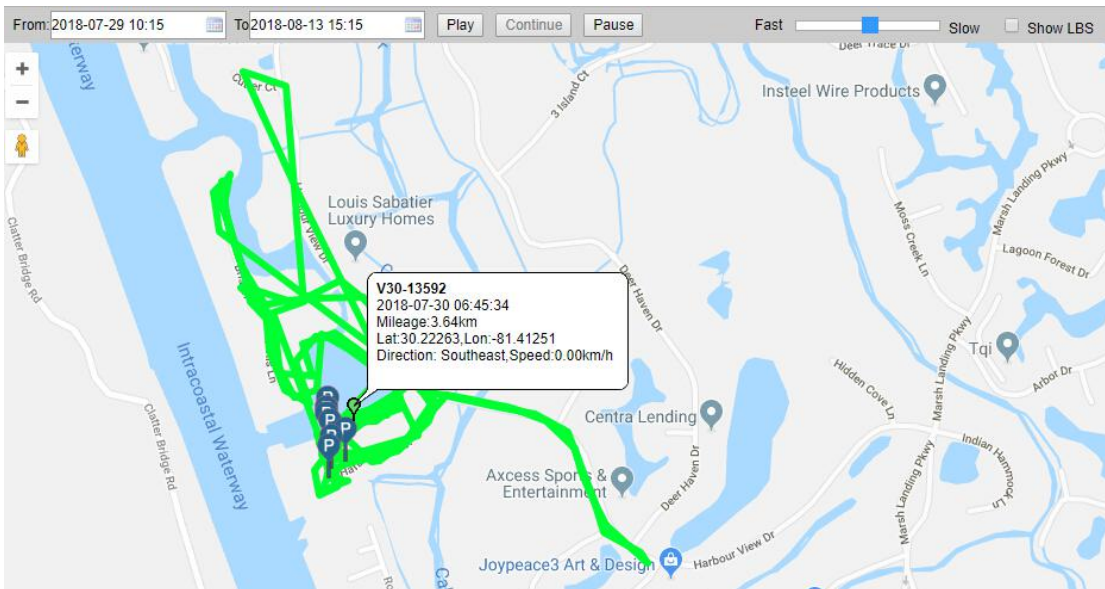 From: 2018-07-29 10:15 To 2018-08-13 15:15 Play Continue Pause Fast Slow Show LBS
Deer Trace Dr
Cutter Ct
3 Island Ct
Insteel Wire Products
Marsh Landing Pkwy
Louis Sabatier
Luxury Homes
Moss Creek Ln
Lagoon Forest Dr
Clatter Bridge Rd
Deer Haven Dr
V30-13592
2018-07-30 06:45:34
Mileage:3.64km
Lat:30.22263,Lon:-81.41251
Direction: Southeast,Speed:0.00km/h
Marsh Landing Pkwy
Tqi
Arbor Dr
Hidden Cove Ln
Intracoastal Waterway
P
P
P
P
Centra Lending
Indian Hammock Ln
Clatter Bridge Rd
Axcess Sports &
Entertainment
Marsh Landing Pkwy
Deer Haven Dr
Joypeace3 Art & Design
Harbour View Dr